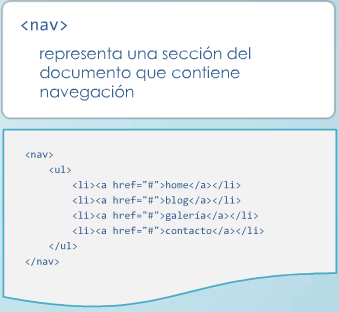 <nav>
representa una sección del
documento que contiene
navegación
<nav>
<ul>
<li><a href="#">home</a></li>
<li><a href="#">blog</a></li>
<li><a href="#">galería</a></li>
<li><a href="#">contacto</a></li>
</ul>
</nav>